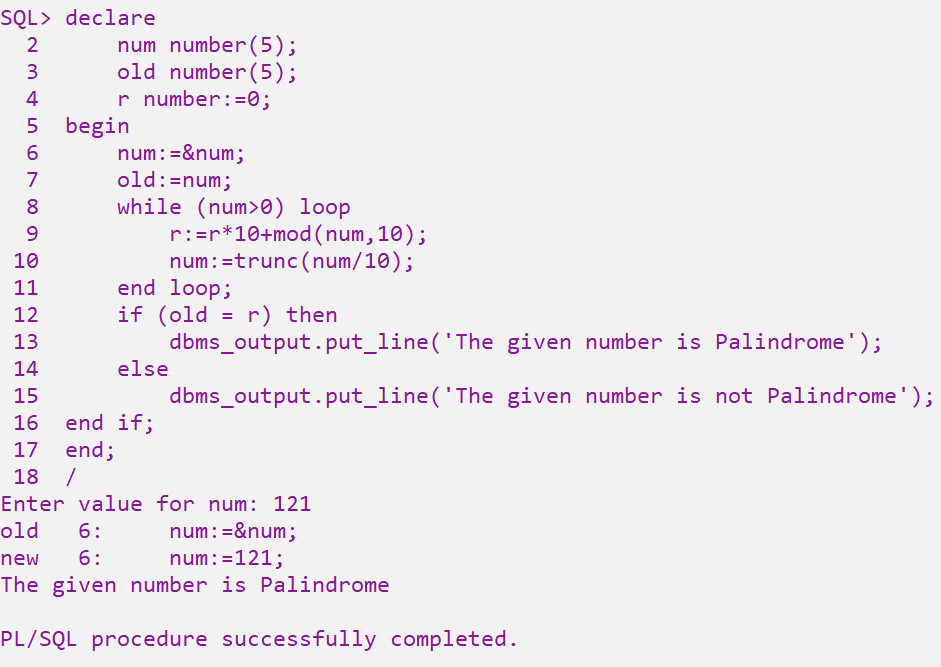 SQL> declare
  2      num number(5);
  3      old number(5);
  4      r number:=0;
  5  begin
  6      num:=&num;
  7      old:=num;
  8      while (num>0) loop
  9          r:=r*10+mod(num,10);
 10          num:=trunc(num/10);
 11      end loop;
 12      if (old = r) then
 13          dbms_output.put_line('The given number is Palindrome');
 14      else
 15          dbms_output.put_line('The given number is not Palindrome');
 16  end if;
 17  end;
 18  /
Enter value for num: 121
old   6:     num:=&num;
new   6:     num:=121;
The given number is Palindrome

PL/SQL procedure successfully completed.